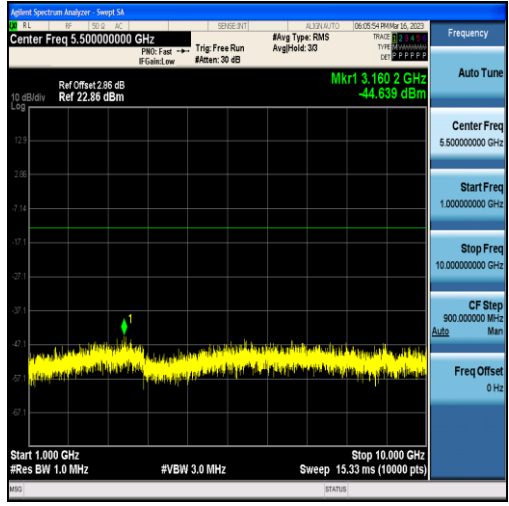 Agilent Spectrum Analyzer - Swept SA
RL RF 50 Ω AC SENSE:INT ALIGN AUTO 06:05:54 PM Mar 16, 2023
Center Freq 5.500000000 GHz #Avg Type: RMS TRACE 1 2 3 4 5 6
PNO: Fast Trig: Free Run Avg|Hold: 3/3 TYPE M
IFGain:Low #Atten: 30 dB DET P P P P P P
Mkr1 3.160 2 GHz
Ref Offset 2.86 dB
10 dB/div Ref 22.86 dBm -44.639 dBm
Log
12.9
2.86
-7.14
-17.1
-27.1
-37.1
1
-47.1
-57.1
-67.1
Start 1.000 GHz Stop 10.000 GHz
#Res BW 1.0 MHz #VBW 3.0 MHz Sweep 15.33 ms (10000 pts)
MSG STATUS
Frequency
Auto Tune
Center Freq
5.500000000 GHz
Start Freq
1.000000000 GHz
Stop Freq
10.000000000 GHz
CF Step
900.000000 MHz
Auto Man
Freq Offset
0 Hz